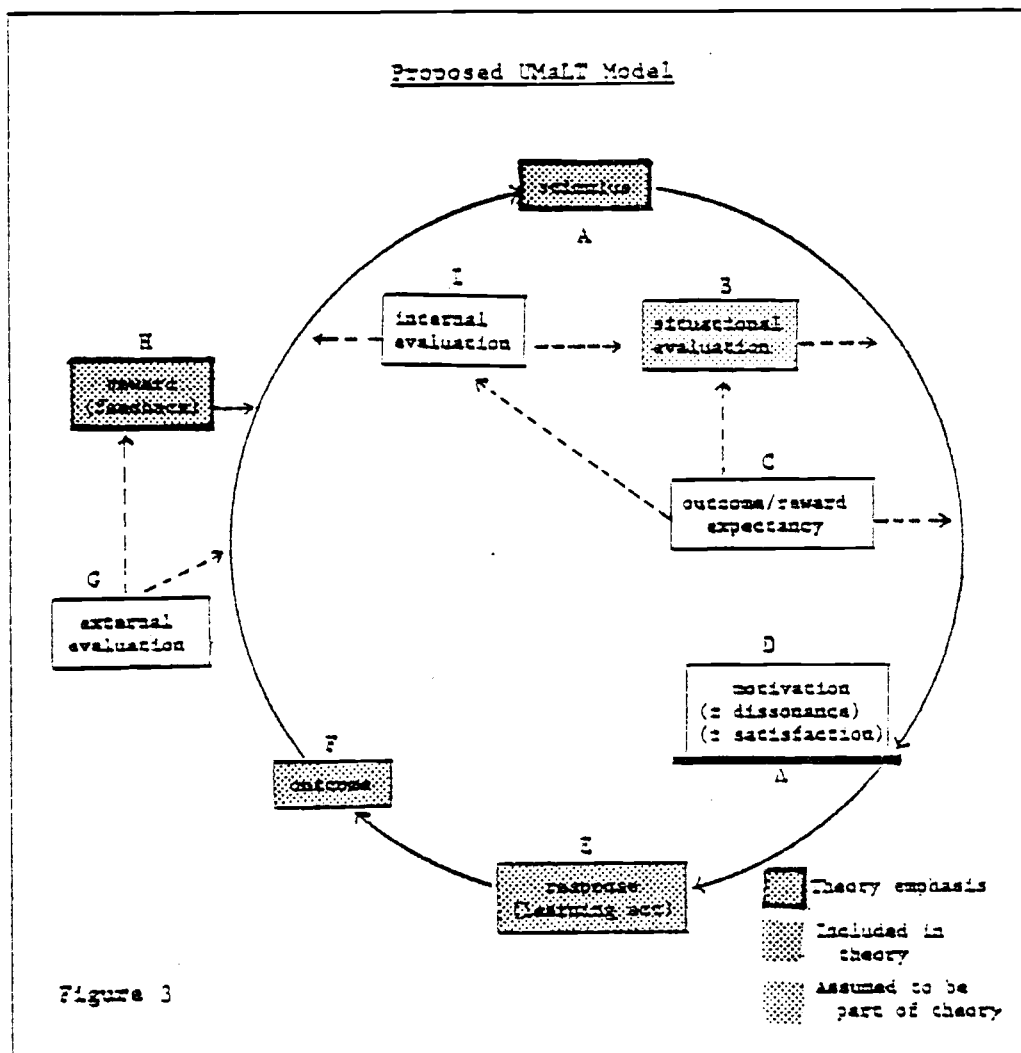 Proposed UMaLT Model
stimulus
A
I
internal
evaluation
B
situational
evaluation
H
reward
(feedback)
C
outcome/reward
expectancy
G
external
evaluation
D
motivation
(± dissonance)
(± satisfaction)
A
F
outcome
E
response
(learning act)
Theory emphasis
Included in
theory
Assumed to be
part of theory
Figure 3